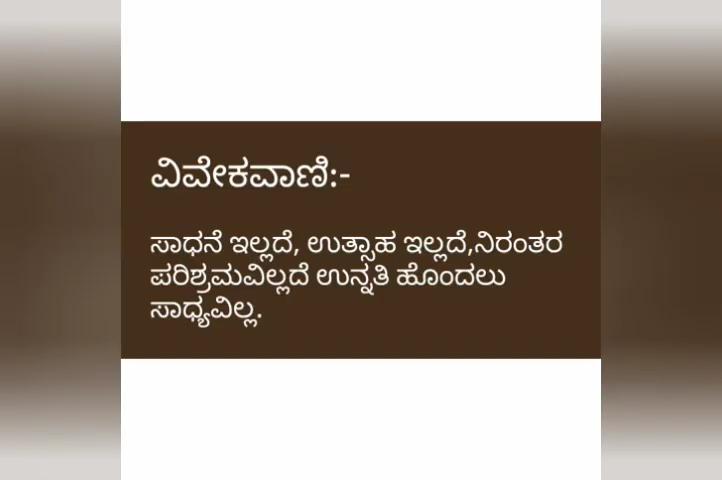 ವಿವೇಕವಾಣಿ:-
ಸಾಧನೆ ಇಲ್ಲದೆ, ಉತ್ಸಾಹ ಇಲ್ಲದೆ,ನಿರಂತರ
ಪರಿಶ್ರಮವಿಲ್ಲದೆ ಉನ್ನತಿ ಹೊಂದಲು
ಸಾಧ್ಯವಿಲ್ಲ.